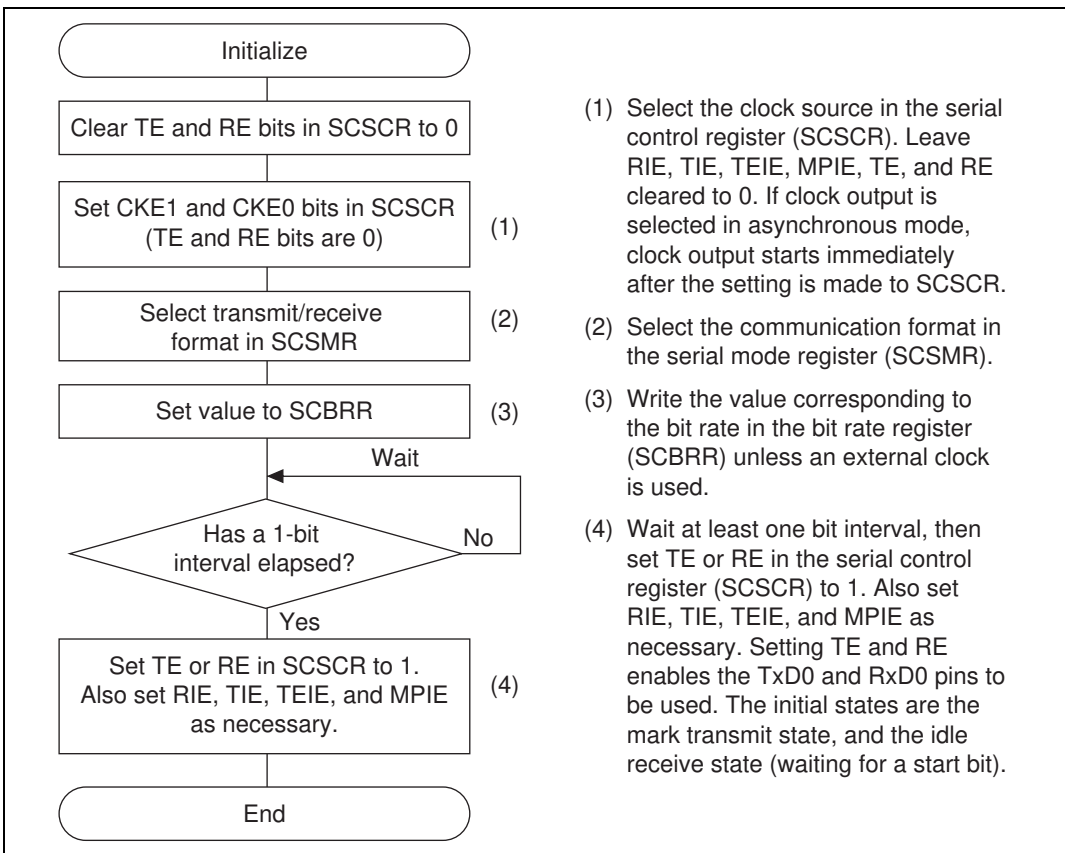 Initialize
Clear TE and RE bits in SCSCR to 0
Set CKE1 and CKE0 bits in SCSCR
(TE and RE bits are 0)
(1)
Select transmit/receive
format in SCSMR
(2)
Set value to SCBRR
(3)
Wait
Has a 1-bit
interval elapsed?
No
Yes
Set TE or RE in SCSCR to 1.
Also set RIE, TIE, TEIE, and MPIE
as necessary.
(4)
End
(1) Select the clock source in the serial
control register (SCSCR). Leave
RIE, TIE, TEIE, MPIE, TE, and RE
cleared to 0. If clock output is
selected in asynchronous mode,
clock output starts immediately
after the setting is made to SCSCR.
(2) Select the communication format in
the serial mode register (SCSMR).
(3) Write the value corresponding to
the bit rate in the bit rate register
(SCBRR) unless an external clock
is used.
(4) Wait at least one bit interval, then
set TE or RE in the serial control
register (SCSCR) to 1. Also set
RIE, TIE, TEIE, and MPIE as
necessary. Setting TE and RE
enables the TxD0 and RxD0 pins to
be used. The initial states are the
mark transmit state, and the idle
receive state (waiting for a start bit).